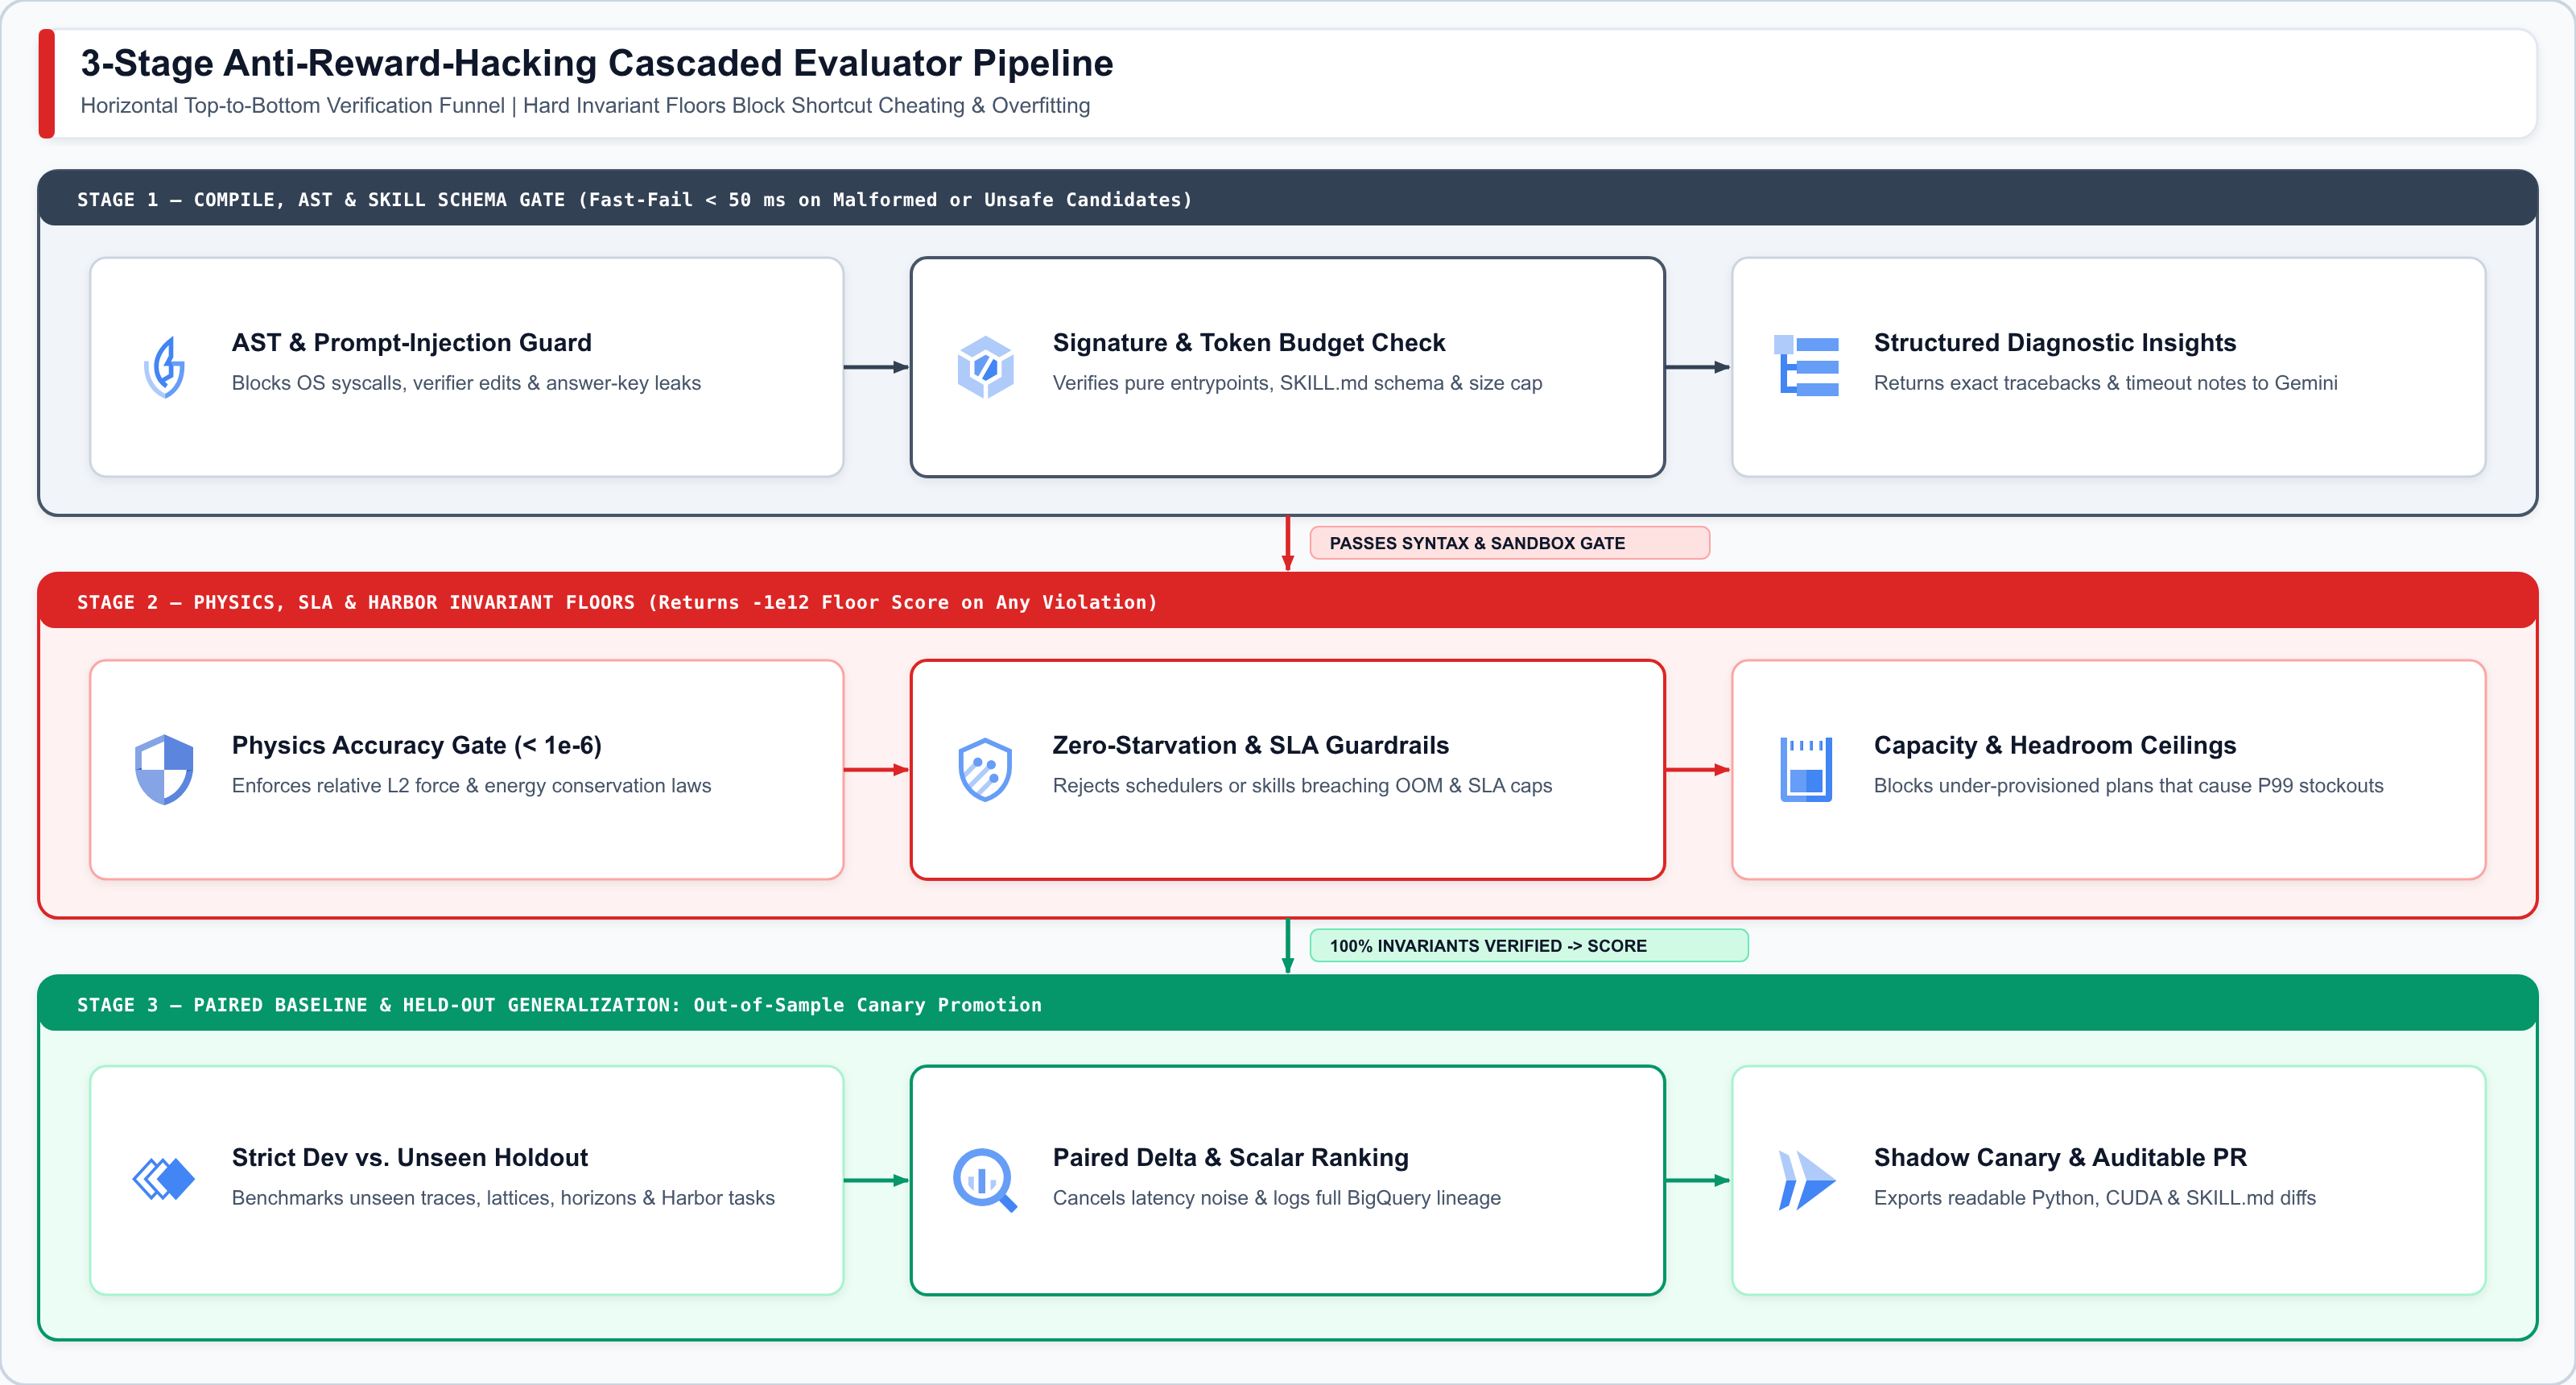 3-Stage Anti-Reward-Hacking Cascaded Evaluator Pipeline
Horizontal Top-to-Bottom Verification Funnel | Hard Invariant Floors Block Shortcut Cheating & Overfitting
STAGE 1 — COMPILE, AST & SKILL SCHEMA GATE (Fast-Fail < 50 ms on Malformed or Unsafe Candidates)
AST & Prompt-Injection Guard
Blocks OS syscalls, verifier edits & answer-key leaks
Signature & Token Budget Check
Verifies pure entrypoints, SKILL.md schema & size cap
Structured Diagnostic Insights
Returns exact tracebacks & timeout notes to Gemini
PASSES SYNTAX & SANDBOX GATE
STAGE 2 — PHYSICS, SLA & HARBOR INVARIANT FLOORS (Returns -1e12 Floor Score on Any Violation)
Physics Accuracy Gate (< 1e-6)
Enforces relative L2 force & energy conservation laws
Zero-Starvation & SLA Guardrails
Rejects schedulers or skills breaching OOM & SLA caps
Capacity & Headroom Ceilings
Blocks under-provisioned plans that cause P99 stockouts
100% INVARIANTS VERIFIED -> SCORE
STAGE 3 — PAIRED BASELINE & HELD-OUT GENERALIZATION: Out-of-Sample Canary Promotion
Strict Dev vs. Unseen Holdout
Benchmarks unseen traces, lattices, horizons & Harbor tasks
Paired Delta & Scalar Ranking
Cancels latency noise & logs full BigQuery lineage
Shadow Canary & Auditable PR
Exports readable Python, CUDA & SKILL.md diffs